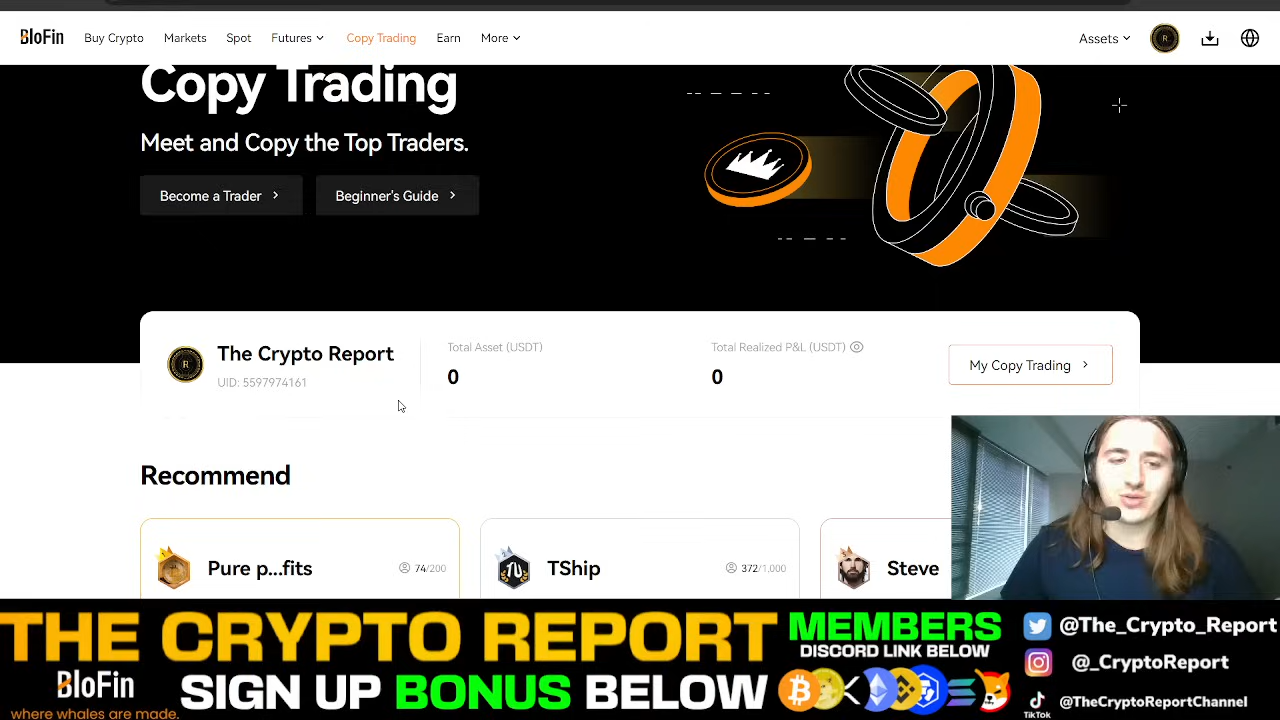 BloFin Buy Crypto Markets Spot Futures Copy Trading Earn More Assets
R
Copy Trading
Meet and Copy the Top Traders.
Become a Trader Beginner's Guide
R
The Crypto Report
UID: 5597974161
Total Asset (USDT)
0
Total Realized P&L (USDT)
0
My Copy Trading
Recommend
Pure p...fits 74/200
TShip 372/1,000
Steve
THE CRYPTO REPORT
BloFin
where whales are made.
SIGN UP BONUS BELOW
MEMBERS
DISCORD LINK BELOW
@The_Crypto_Report
@_CryptoReport
TikTok @TheCryptoReportChannel